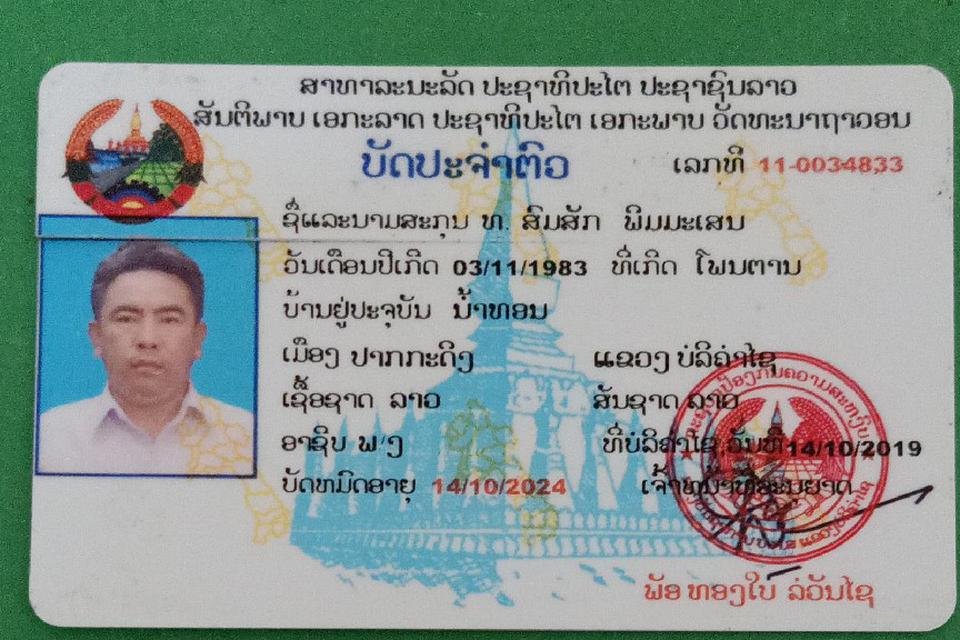 ສາທາລະນະລັດ ປະຊາທິປະໄຕ ປະຊາຊົນລາວ
ສັນຕິພາບ ເອກະລາດ ປະຊາທິປະໄຕ ເອກະພາບ ວັດທະນາຖາວອນ
ບັດປະຈຳຕົວ ເລກທີ 11-0034833
ຊື່ແລະນາມສະກຸນ ທ. ສົມສັກ ພິມມະເສນ
ວັນເດືອນປີເກີດ 03/11/1983 ທີ່ເກີດ ໂພນຕານ
ບ້ານຢູ່ປະຈຸບັນ ນ້ຳທອນ
ເມືອງ ປາກກະດິງ ແຂວງ ບໍລິຄຳໄຊ
ເຊື້ອຊາດ ລາວ ສັນຊາດ ລາວ
ອາຊິບ ພ/ງ ທີ່ບໍລິຄຳໄຊ ວັນທີ 14/10/2019
ບັດຫມົດອາຍຸ 14/10/2024 ເຈົ້າຫນ້າທີ່ອະນຸຍາດ
ພັອ ທອງໃບ ລ່ວັນໄຊ